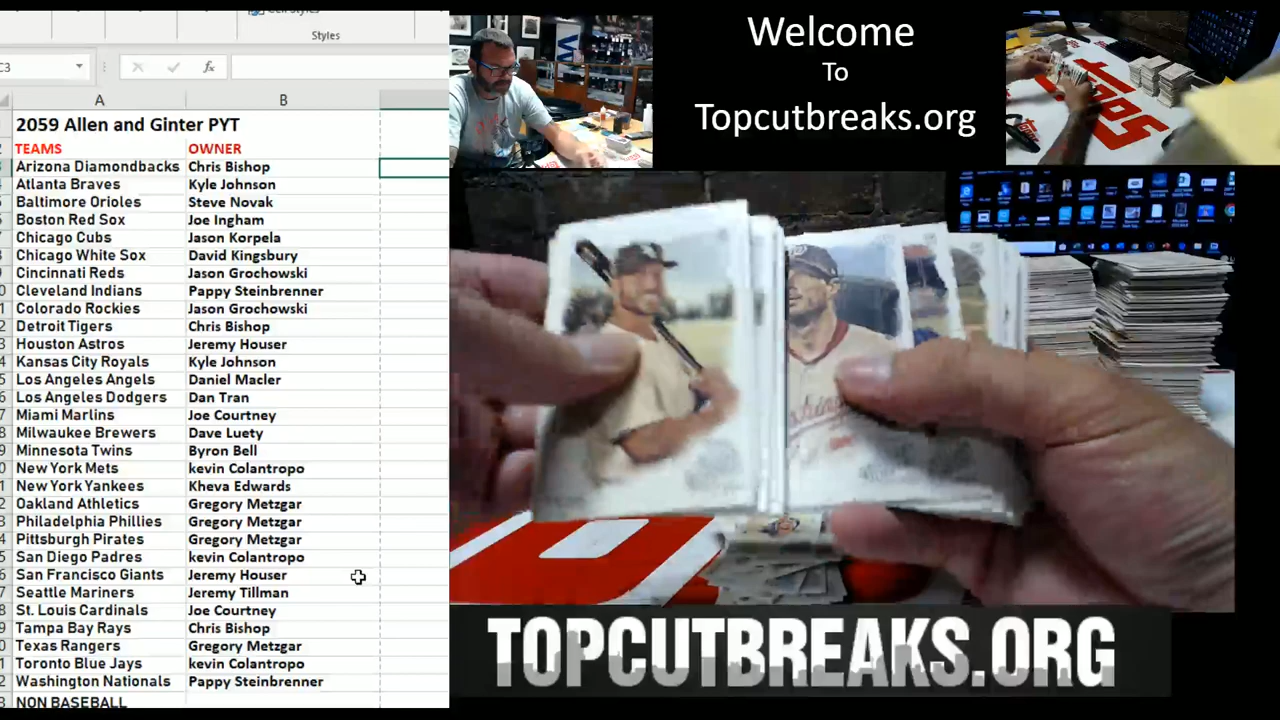 Styles
C3
fx
A B
2059 Allen and Ginter PYT
TEAMS OWNER
Arizona Diamondbacks Chris Bishop
Atlanta Braves Kyle Johnson
Baltimore Orioles Steve Novak
Boston Red Sox Joe Ingham
Chicago Cubs Jason Korpela
Chicago White Sox David Kingsbury
Cincinnati Reds Jason Grochowski
Cleveland Indians Pappy Steinbrenner
Colorado Rockies Jason Grochowski
Detroit Tigers Chris Bishop
Houston Astros Jeremy Houser
Kansas City Royals Kyle Johnson
Los Angeles Angels Daniel Macler
Los Angeles Dodgers Dan Tran
Miami Marlins Joe Courtney
Milwaukee Brewers Dave Luety
Minnesota Twins Byron Bell
New York Mets kevin Colantropo
New York Yankees Kheva Edwards
Oakland Athletics Gregory Metzgar
Philadelphia Phillies Gregory Metzgar
Pittsburgh Pirates Gregory Metzgar
San Diego Padres kevin Colantropo
San Francisco Giants Jeremy Houser
Seattle Mariners Jeremy Tillman
St. Louis Cardinals Joe Courtney
Tampa Bay Rays Chris Bishop
Texas Rangers Gregory Metzgar
Toronto Blue Jays kevin Colantropo
Washington Nationals Pappy Steinbrenner
NON BASEBALL
Welcome
To
Topcutbreaks.org
topps
TOPCUTBREAKS.ORG